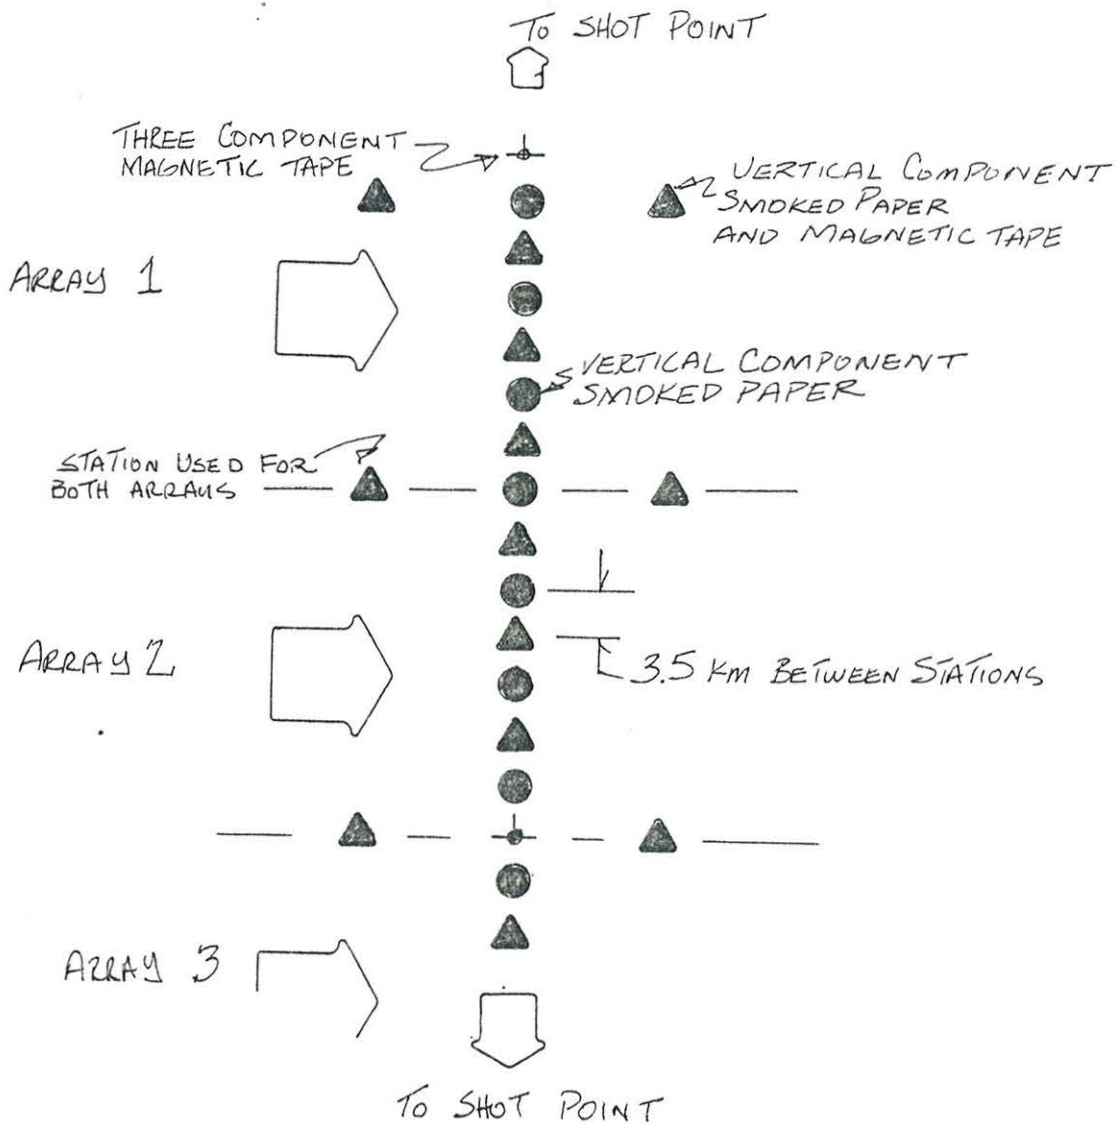 TO SHOT POINT
THREE COMPONENT
MAGNETIC TAPE
VERTICAL COMPONENT
SMOKED PAPER
AND MAGNETIC TAPE
ARRAY 1
VERTICAL COMPONENT
SMOKED PAPER
STATION USED FOR
BOTH ARRAYS
ARRAY 2
3.5 KM BETWEEN STATIONS
ARRAY 3
TO SHOT POINT